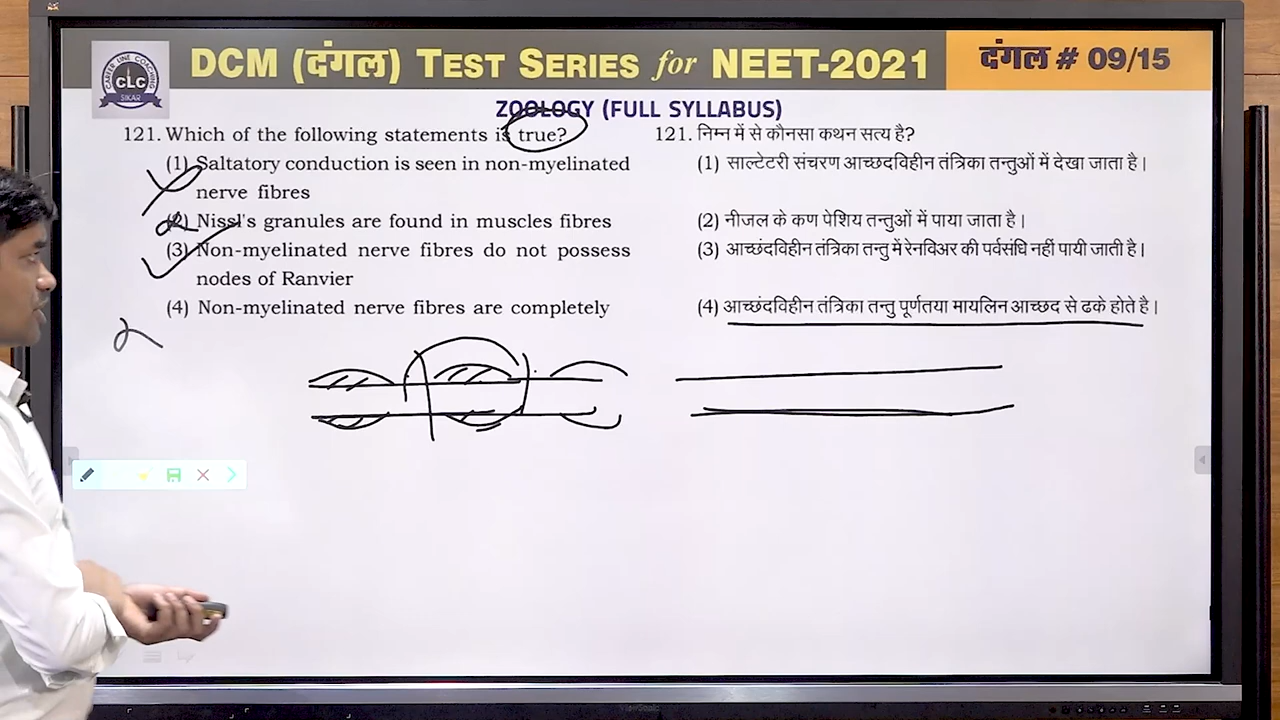 DCM (दंगल) TEST SERIES for NEET-2021
दंगल # 09/15
CAREER LINE COACHING
CLC
SIKAR
ZOOLOGY (FULL SYLLABUS)
121. Which of the following statements is true?
(1) Saltatory conduction is seen in non-myelinated
nerve fibres
(2) Nissl's granules are found in muscles fibres
(3) Non-myelinated nerve fibres do not possess
nodes of Ranvier
(4) Non-myelinated nerve fibres are completely
121. निम्न में से कौनसा कथन सत्य है?
(1) साल्टेटरी संचरण आच्छदविहीन तंत्रिका तन्तुओं में देखा जाता है।
(2) नीजल के कण पेशिय तन्तुओं में पाया जाता है।
(3) आच्छंदविहीन तंत्रिका तन्तु में रेनविअर की पर्वसंधि नहीं पायी जाती है।
(4) आच्छंदविहीन तंत्रिका तन्तु पूर्णतया मायलिन आच्छद से ढके होते है।
ViewSonic